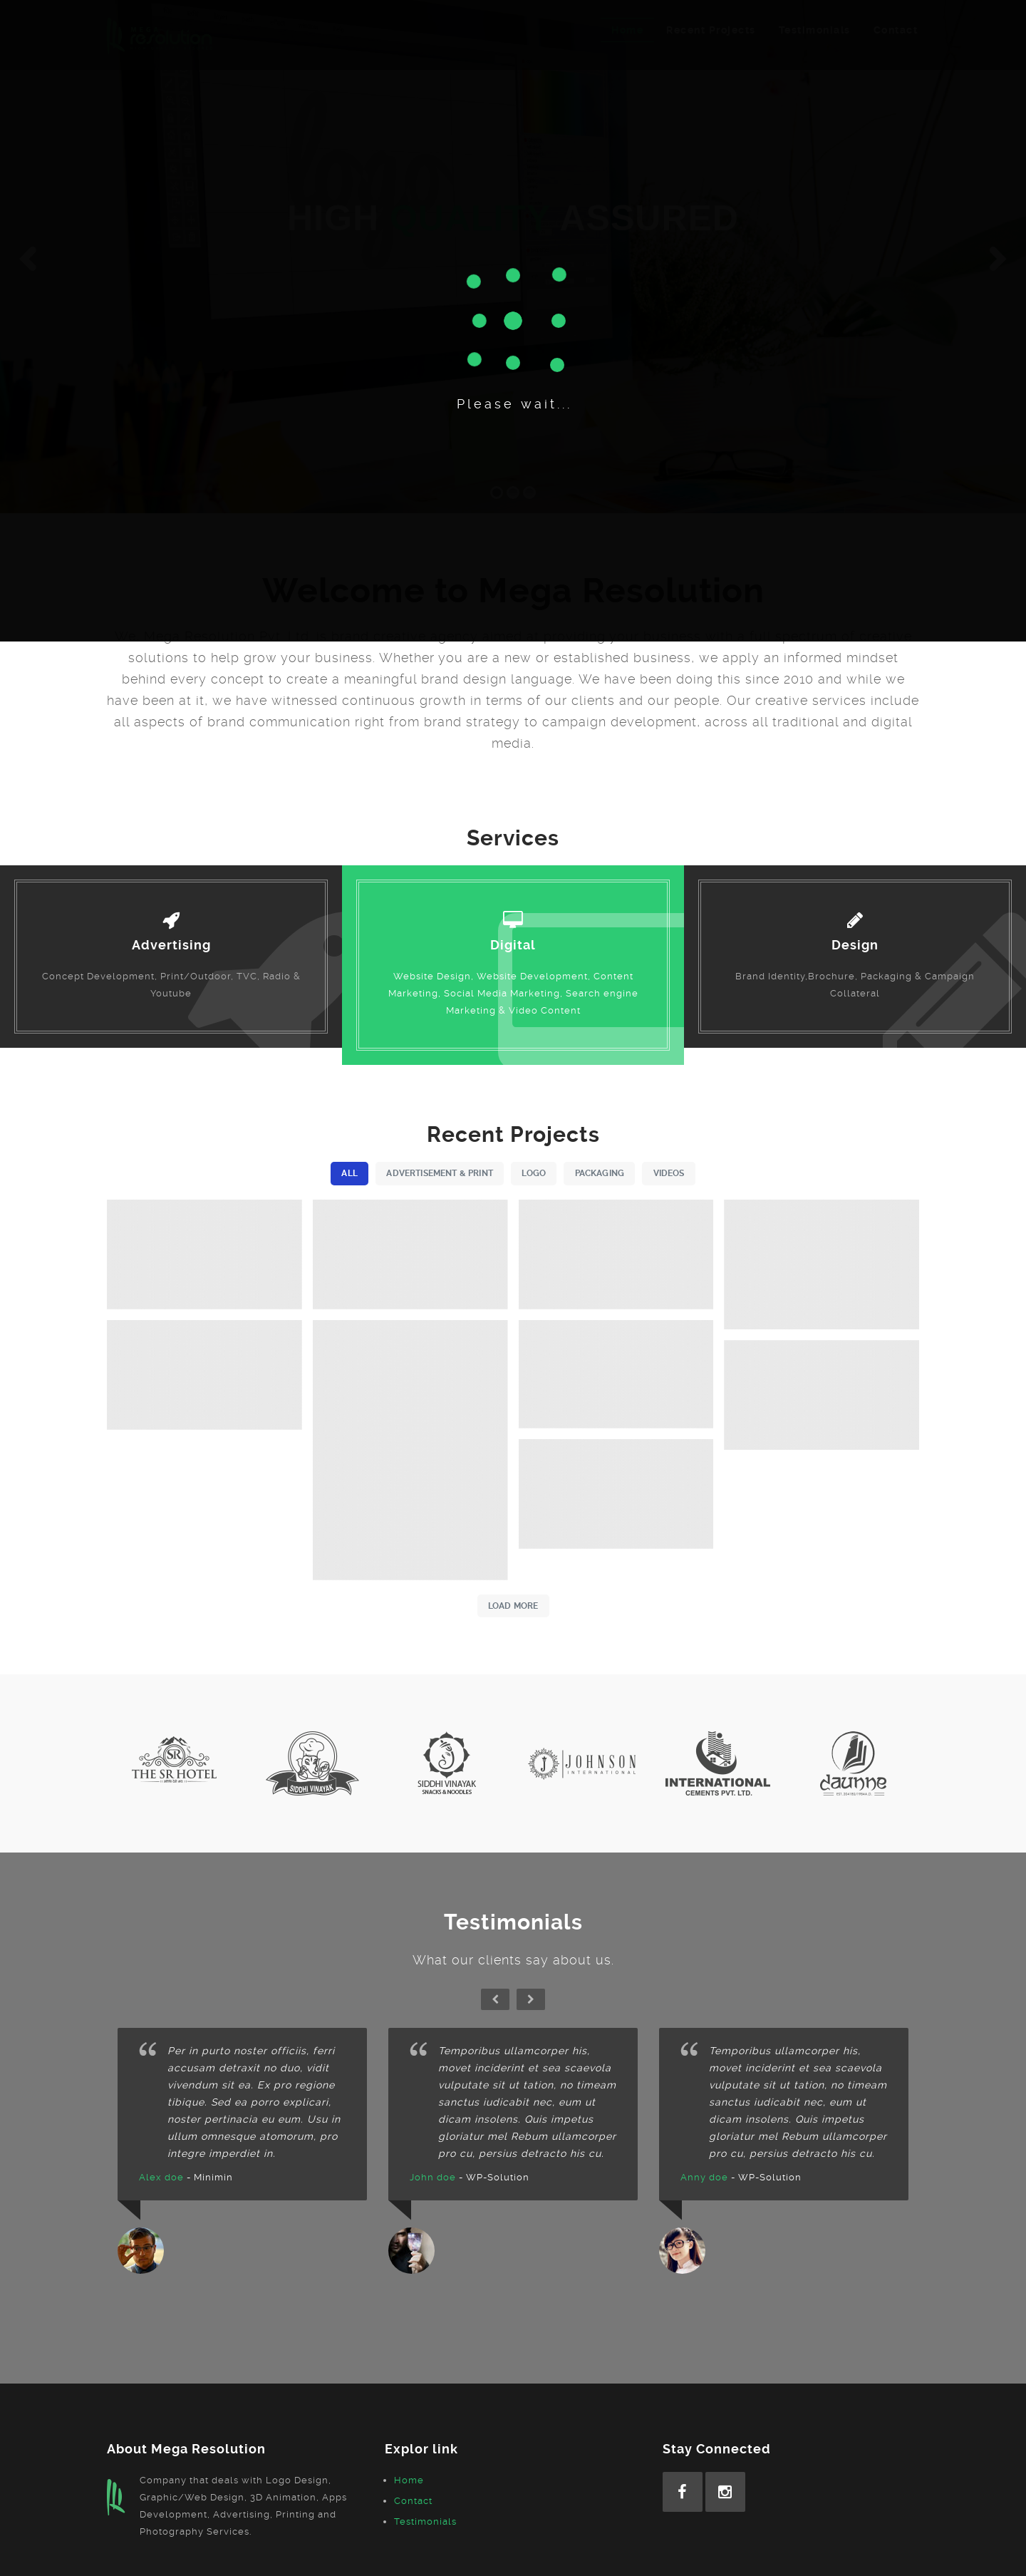 Recent Projects Testimonials Contact
HIGH QUALITY ASSURED
Please wait...
Welcome to Mega Resolution
solutions to help grow your business. Whether you are a new or established business, we apply an informed mindset
behind every concept to create a meaningful brand design language. We have been doing this since 2010 and while we
have been at it, we have witnessed continuous growth in terms of our clients and our people. Our creative services include
all aspects of brand communication right from brand strategy to campaign development, across all traditional and digital
media.
Services
Advertising
Concept Development, Print/Outdoor, TVC, Radio &
Youtube
Digital
Website Design, Website Development, Content
Marketing, Social Media Marketing, Search engine
Marketing & Video Content
Design
Brand Identity,Brochure, Packaging & Campaign
Collateral
Recent Projects
ALL ADVERTISEMENT & PRINT LOGO PACKAGING VIDEOS
LOAD MORE
SR
THE SR HOTEL
SIDDHI VINAYAK
SIDDHI VINAYAK
SNACKS & NOODLES
J JOHNSON
INTERNATIONAL
INTERNATIONAL
CEMENTS PVT. LTD.
daunne
Testimonials
What our clients say about us.
Per in purto noster officiis, ferri
accusam detraxit no duo, vidit
vivendum sit ea. Ex pro regione
tibique. Sed ea porro explicari,
noster pertinacia eu eum. Usu in
ullum omnesque atomorum, pro
integre imperdiet in.
Alex doe - Minimin
Temporibus ullamcorper his,
movet inciderint et sea scaevola
vulputate sit ut tation, no timeam
sanctus iudicabit nec, eum ut
dicam insolens. Quis impetus
gloriatur mel Rebum ullamcorper
pro cu, persius detracto his cu.
John doe - WP-Solution
Temporibus ullamcorper his,
movet inciderint et sea scaevola
vulputate sit ut tation, no timeam
sanctus iudicabit nec, eum ut
dicam insolens. Quis impetus
gloriatur mel Rebum ullamcorper
pro cu, persius detracto his cu.
Anny doe - WP-Solution
About Mega Resolution
Company that deals with Logo Design,
Graphic/Web Design, 3D Animation, Apps
Development, Advertising, Printing and
Photography Services.
Explor link
Home
Contact
Testimonials
Stay Connected